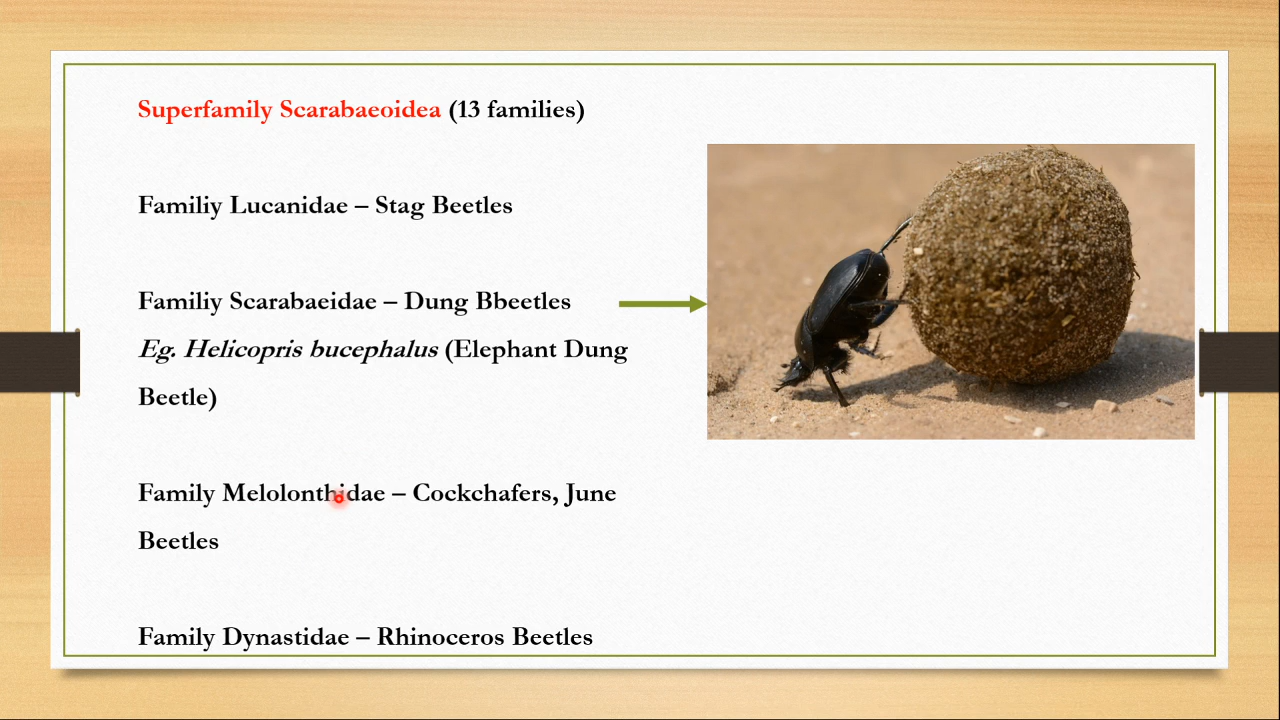 Superfamily Scarabaeoidea (13 families)
Familiy Lucanidae – Stag Beetles
Familiy Scarabaeidae – Dung Bbeetles
Eg. Helicopris bucephalus (Elephant Dung
Beetle)
Family Melolonthidae – Cockchafers, June
Beetles
Family Dynastidae – Rhinoceros Beetles